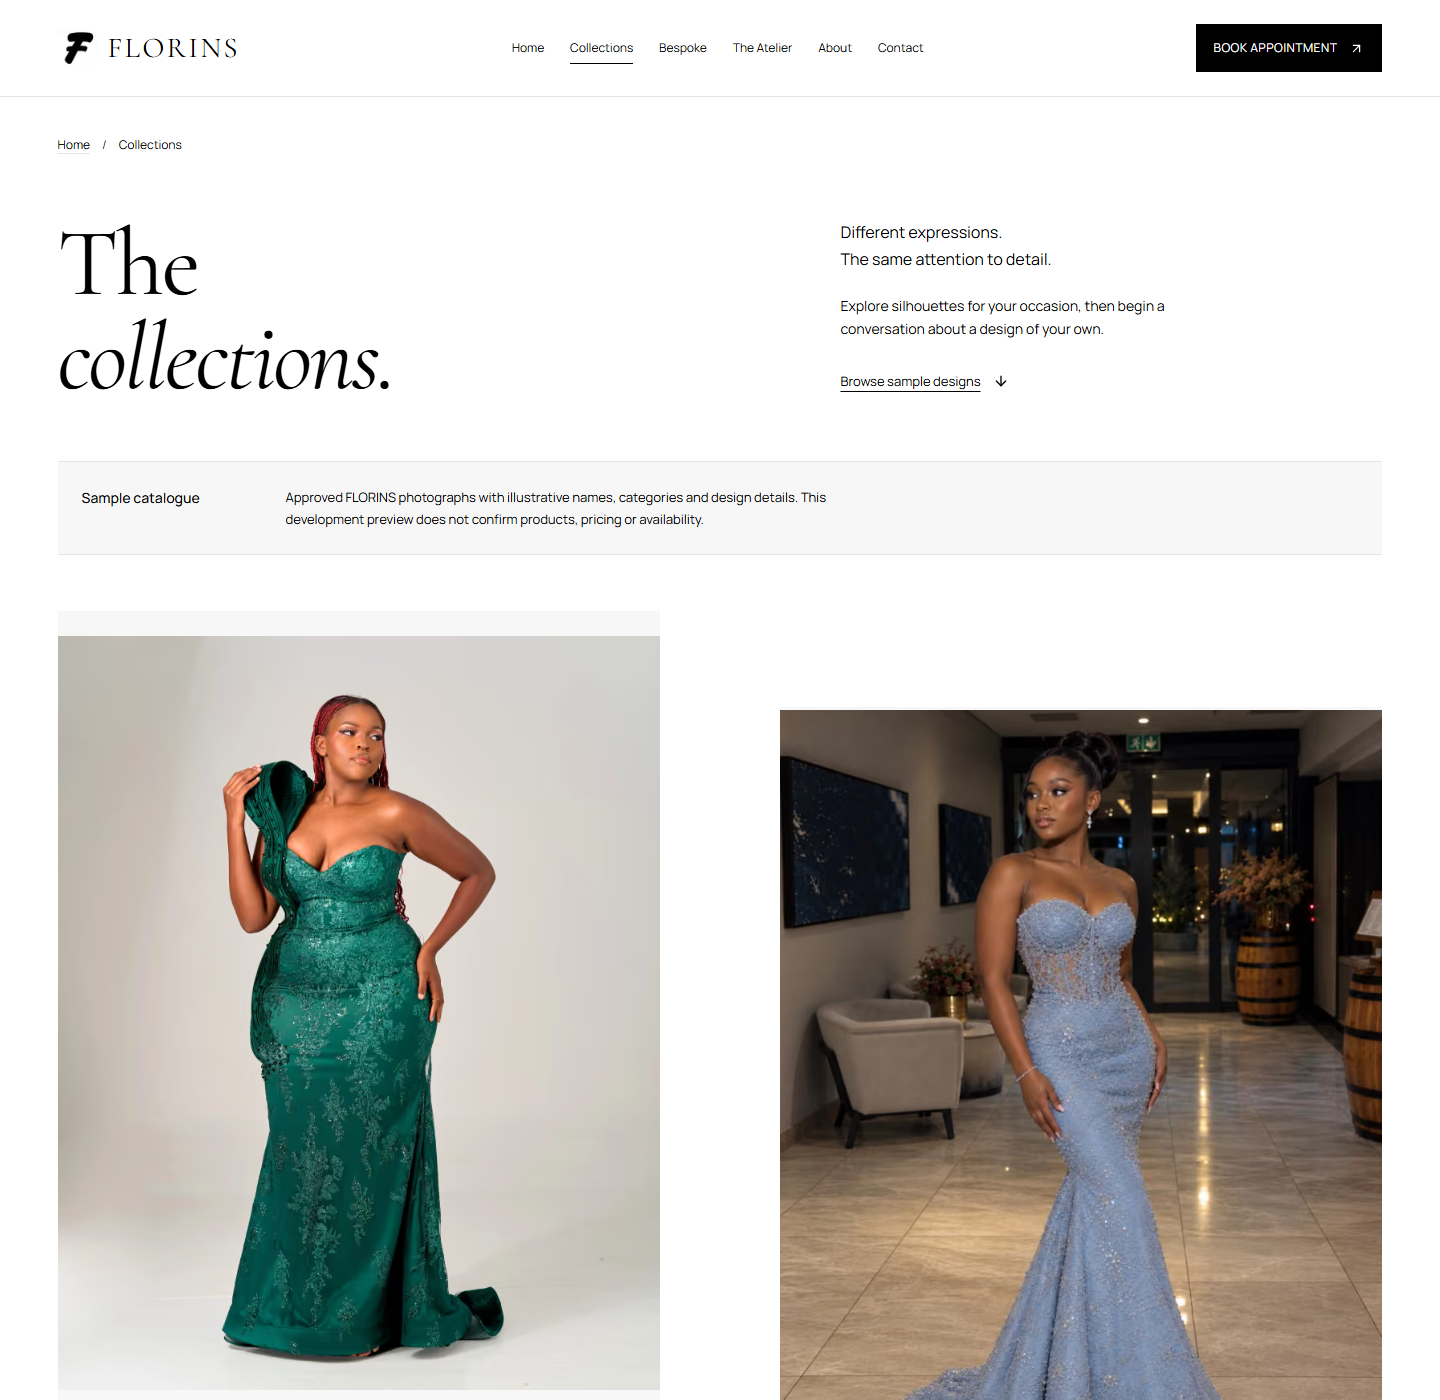 F FLORINS
Home Collections Bespoke The Atelier About Contact
BOOK APPOINTMENT
Home / Collections
The
collections.
Different expressions.
The same attention to detail.
Explore silhouettes for your occasion, then begin a
conversation about a design of your own.
Browse sample designs
Sample catalogue
Approved FLORINS photographs with illustrative names, categories and design details. This
development preview does not confirm products, pricing or availability.